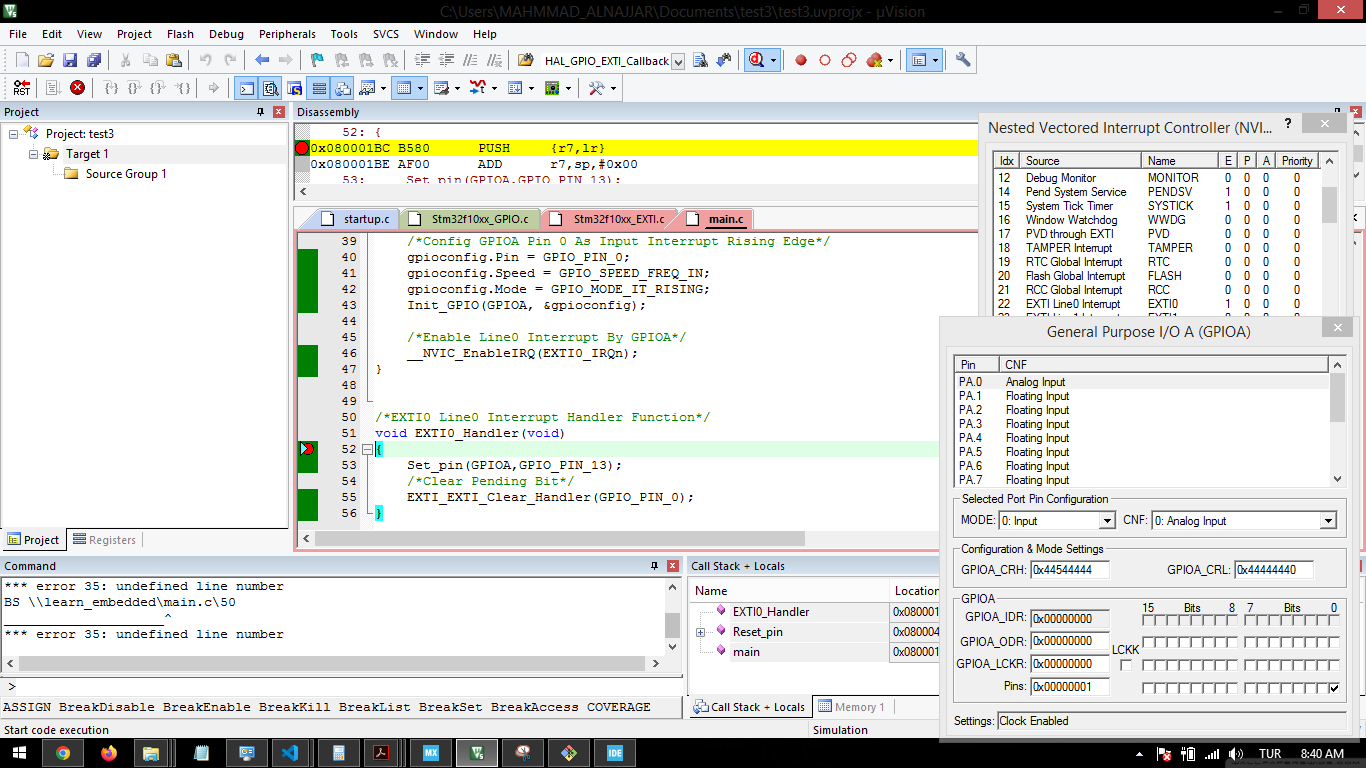 C:\Users\MAHMMAD_ALNAJJAR\Documents\test3\test3.uvprojx - µVision
File Edit View Project Flash Debug Peripherals Tools SVCS Window Help
HAL_GPIO_EXTI_Callback
RST
Project
Project: test3
Target 1
Source Group 1
Project Registers
Disassembly
52: {
0x080001BC B580 PUSH {r7,lr}
0x080001BE AF00 ADD r7,sp,#0x00
53: Set_pin(GPIOA,GPIO_PIN_13);
startup.c Stm32f10xx_GPIO.c Stm32f10xx_EXTI.c main.c
39 /*Config GPIOA Pin 0 As Input Interrupt Rising Edge*/
40 gpioconfig.Pin = GPIO_PIN_0;
41 gpioconfig.Speed = GPIO_SPEED_FREQ_IN;
42 gpioconfig.Mode = GPIO_MODE_IT_RISING;
43 Init_GPIO(GPIOA, &gpioconfig);
44
45 /*Enable Line0 Interrupt By GPIOA*/
46 __NVIC_EnableIRQ(EXTI0_IRQn);
47 }
48
49
50 /*EXTI0 Line0 Interrupt Handler Function*/
51 void EXTI0_Handler(void)
52 {
53 Set_pin(GPIOA,GPIO_PIN_13);
54 /*Clear Pending Bit*/
55 EXTI_EXTI_Clear_Handler(GPIO_PIN_0);
56 }
Nested Vectored Interrupt Controller (NVI...
Idx Source Name E P A Priority
12 Debug Monitor MONITOR 0 0 0 0
14 Pend System Service PENDSV 1 0 0 0
15 System Tick Timer SYSTICK 1 0 0 0
16 Window Watchdog WWDG 0 0 0 0
17 PVD through EXTI PVD 0 0 0 0
18 TAMPER Interrupt TAMPER 0 0 0 0
19 RTC Global Interrupt RTC 0 0 0 0
20 Flash Global Interrupt FLASH 0 0 0 0
21 RCC Global Interrupt RCC 0 0 0 0
22 EXTI Line0 Interrupt EXTI0 1 0 0 0
General Purpose I/O A (GPIOA)
Pin CNF
PA.0 Analog Input
PA.1 Floating Input
PA.2 Floating Input
PA.3 Floating Input
PA.4 Floating Input
PA.5 Floating Input
PA.6 Floating Input
PA.7 Floating Input
Selected Port Pin Configuration
MODE: 0: Input CNF: 0: Analog Input
Configuration & Mode Settings
GPIOA_CRH: 0x44544444 GPIOA_CRL: 0x44444440
GPIOA
15 Bits 8 7 Bits 0
GPIOA_IDR: 0x00000000
GPIOA_ODR: 0x00000000
LCKK
GPIOA_LCKR: 0x00000000
Pins: 0x00000001
Settings: Clock Enabled
Command
*** error 35: undefined line number
BS \\learn_embedded\main.c\50
_____________________^
*** error 35: undefined line number
>
ASSIGN BreakDisable BreakEnable BreakKill BreakList BreakSet BreakAccess COVERAGE
Call Stack + Locals
Name Location
EXTI0_Handler 0x080001
Reset_pin 0x080004
main 0x080001
Call Stack + Locals Memory 1
Start code execution
Simulation
MX
IDE
TUR 8:40 AM